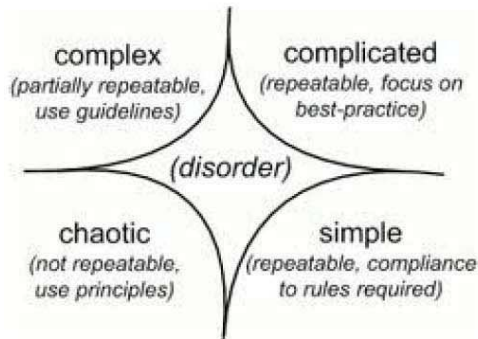 complex
(partially repeatable,
use guidelines)
complicated
(repeatable, focus on
best-practice)
(disorder)
chaotic
(not repeatable,
use principles)
simple
(repeatable, compliance
to rules required)